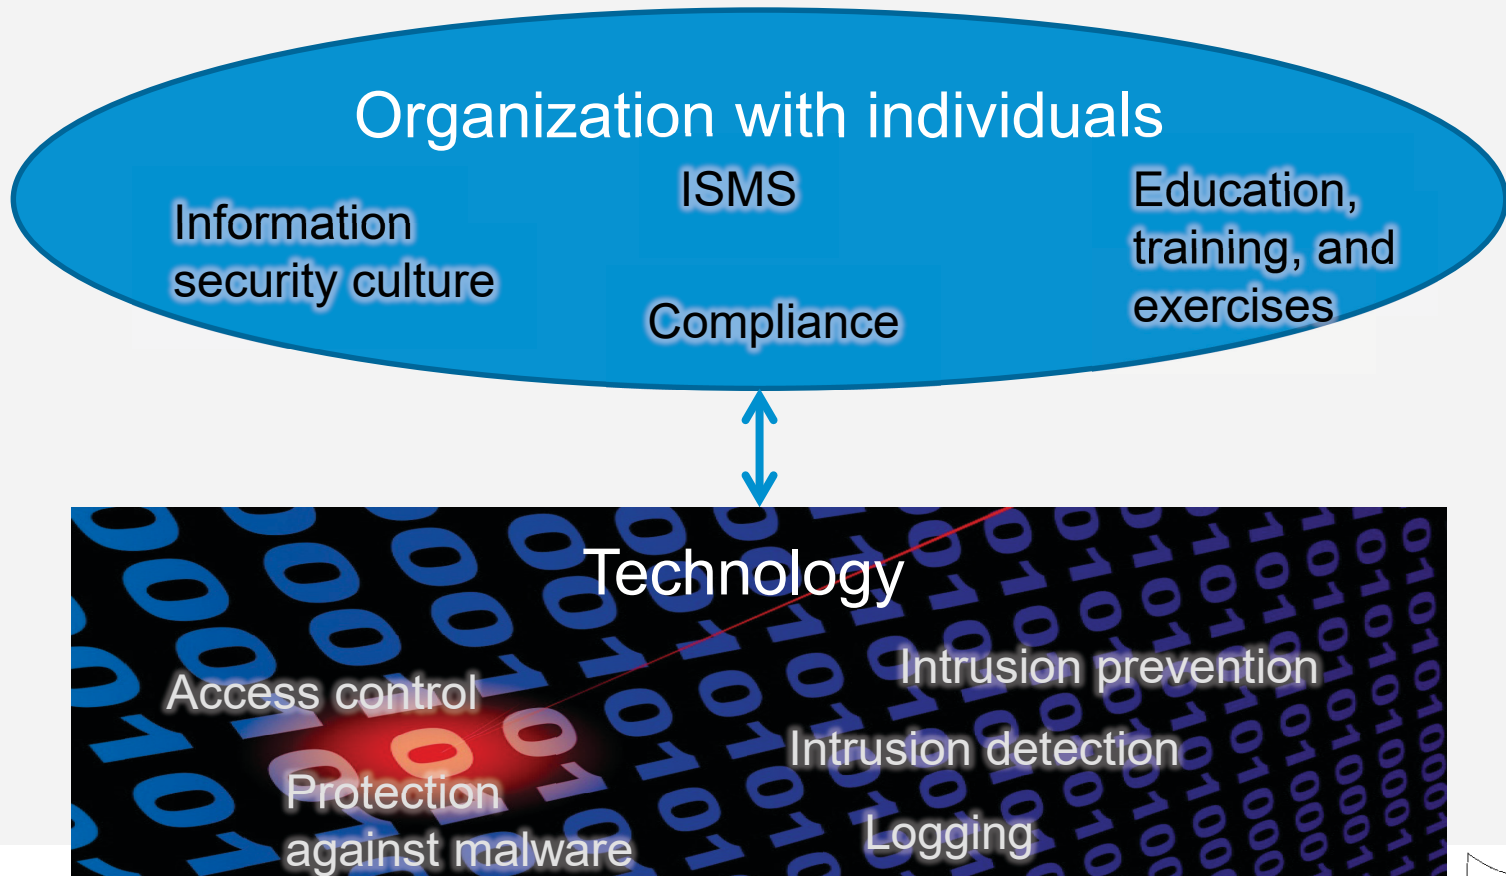 Organization with individuals
ISMS
Information
security culture
Education,
training, and
exercises
Compliance
Technology
Access control
Intrusion prevention
Intrusion detection
Protection
against malware
Logging